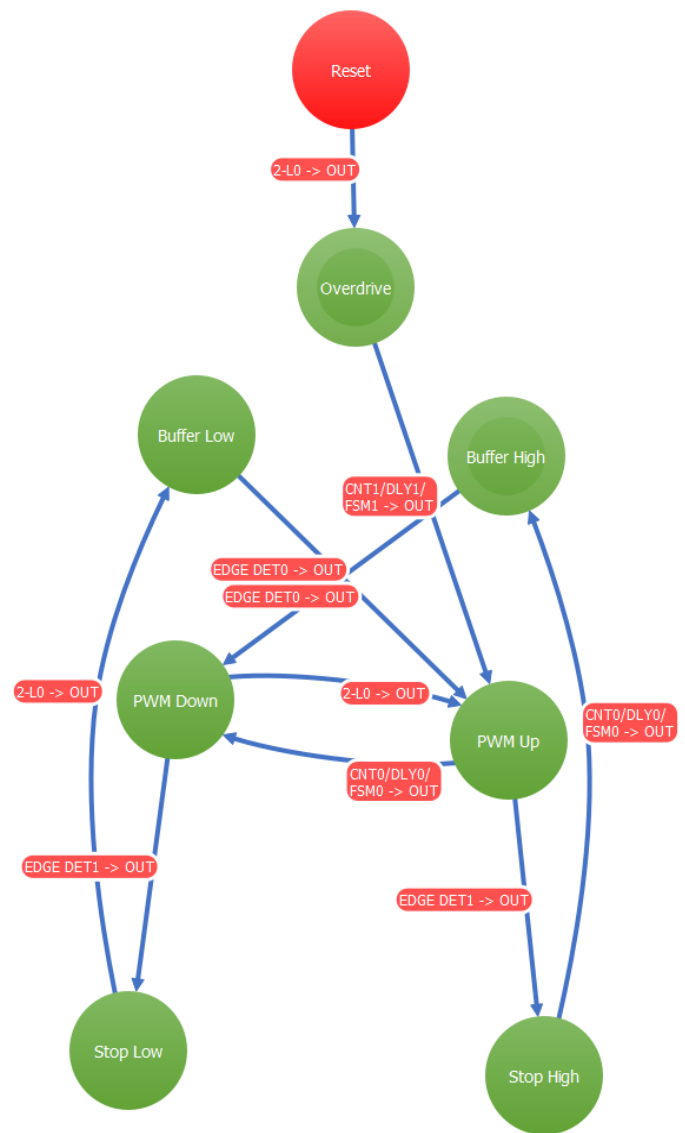 Reset
2-L0 -> OUT
Overdrive
Buffer Low
Buffer High
CNT1/DLY1/
FSM1 -> OUT
EDGE DET0 -> OUT
EDGE DET0 -> OUT
2-L0 -> OUT
PWM Down
2-L0 -> OUT
PWM Up
CNT0/DLY0/
FSM0 -> OUT
CNT0/DLY0/
FSM0 -> OUT
EDGE DET1 -> OUT
EDGE DET1 -> OUT
Stop Low
Stop High